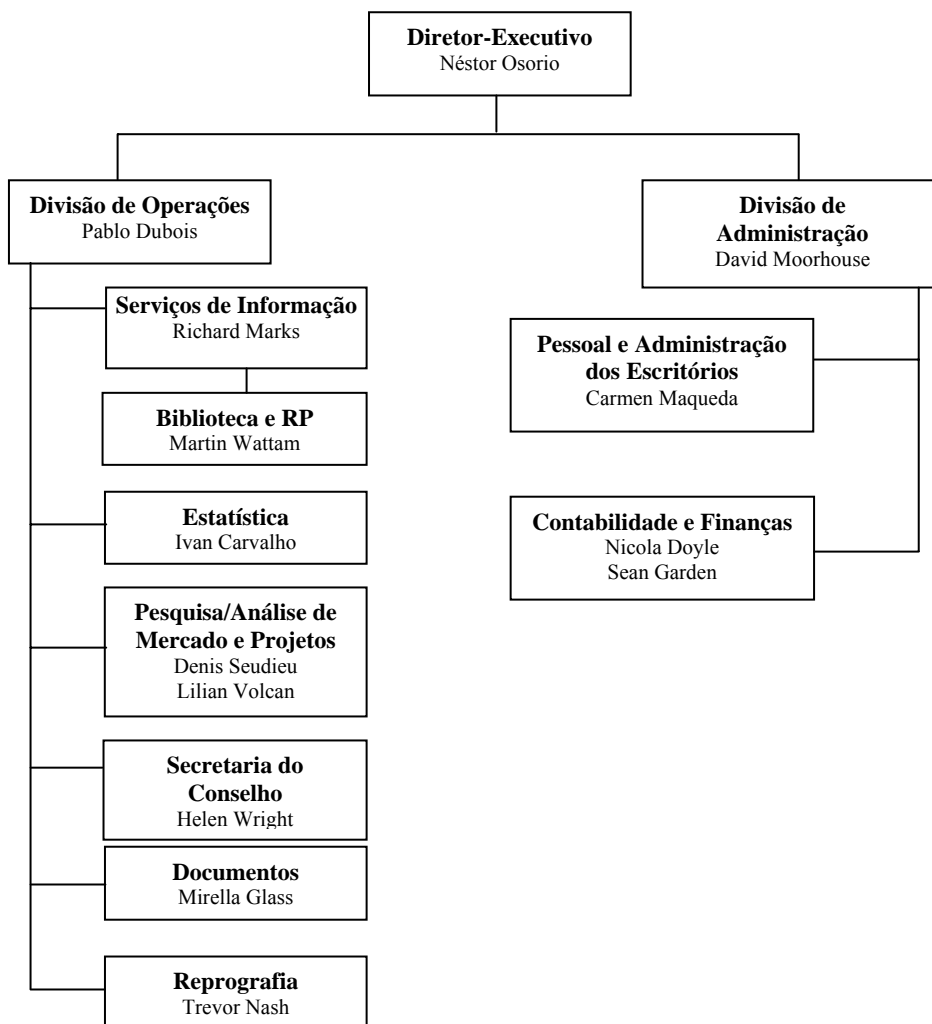 Diretor-Executivo
Néstor Osorio
Divisão de Operações
Pablo Dubois
Divisão de
Administração
David Moorhouse
Serviços de Informação
Richard Marks
Biblioteca e RP
Martin Wattam
Estatística
Ivan Carvalho
Pesquisa/Análise de
Mercado e Projetos
Denis Seudieu
Lilian Volcan
Secretaria do
Conselho
Helen Wright
Documentos
Mirella Glass
Reprografia
Trevor Nash
Pessoal e Administração
dos Escritórios
Carmen Maqueda
Contabilidade e Finanças
Nicola Doyle
Sean Garden